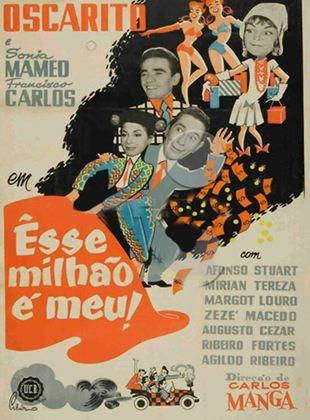 OSCARITO
e
Sonia
MAMED
Francisco
CARLOS
em
Êsse
milhão
é meu!
com
AFONSO STUART
MIRIAN TEREZA
MARGOT LOURO
ZEZÉ MACEDO
AUGUSTO CEZAR
RIBEIRO FORTES
AGILDO RIBEIRO
Direção de
CARLOS
MANGA
UCB